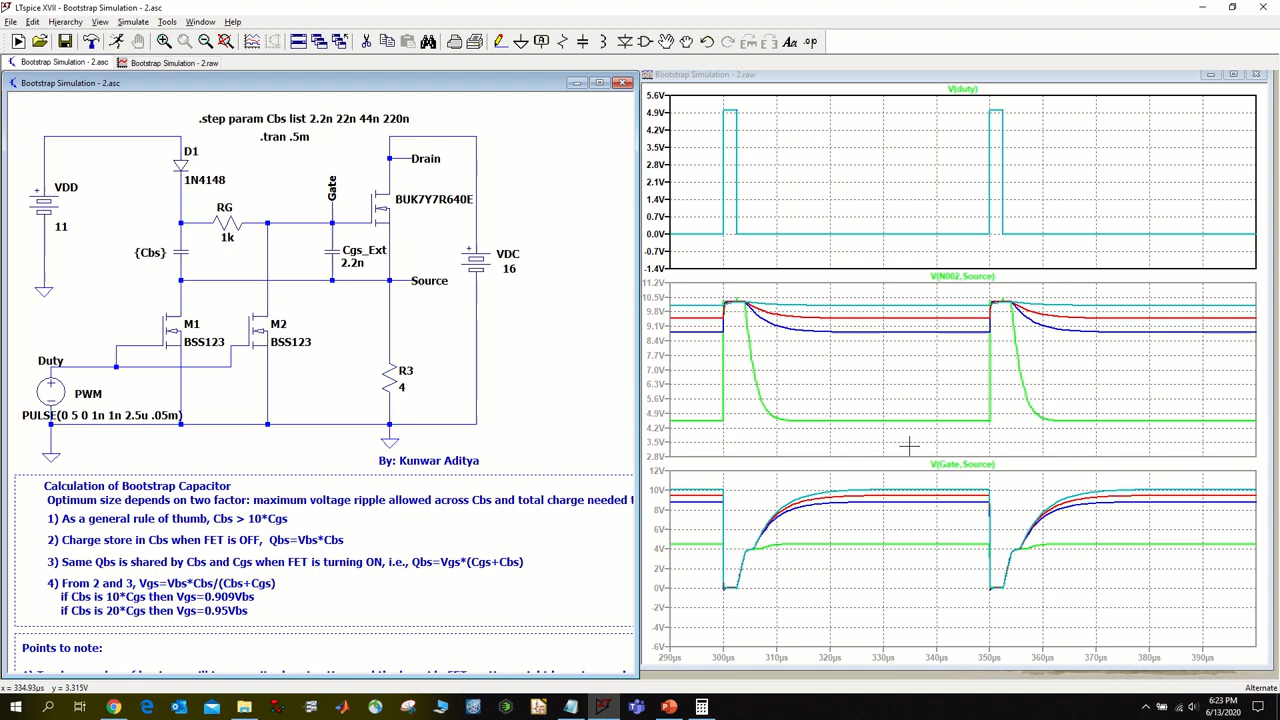 LTspice XVII - Bootstrap Simulation - 2.asc
File Edit Hierarchy View Simulate Tools Window Help
Bootstrap Simulation - 2.asc Bootstrap Simulation - 2.raw
Bootstrap Simulation - 2.asc
.step param Cbs list 2.2n 22n 44n 220n
.tran .5m
D1
1N4148
Drain
VDD
11
Gate
RG
1k
BUK7Y7R640E
{Cbs}
Cgs_Ext
2.2n
VDC
16
Source
M1
BSS123
M2
BSS123
Duty
R3
4
PWM
PULSE(0 5 0 1n 1n 2.5u .05m)
By: Kunwar Aditya
Calculation of Bootstrap Capacitor
Optimum size depends on two factor: maximum voltage ripple allowed across Cbs and total charge needed t
1) As a general rule of thumb, Cbs > 10*Cgs
2) Charge store in Cbs when FET is OFF, Qbs=Vbs*Cbs
3) Same Qbs is shared by Cbs and Cgs when FET is turning ON, i.e., Qbs=Vgs*(Cgs+Cbs)
4) From 2 and 3, Vgs=Vbs*Cbs/(Cbs+Cgs)
if Cbs is 10*Cgs then Vgs=0.909Vbs
if Cbs is 20*Cgs then Vgs=0.95Vbs
Points to note:
Bootstrap Simulation - 2.raw
V(duty)
5.6V
4.9V
4.2V
3.5V
2.8V
2.1V
1.4V
0.7V
0.0V
-0.7V
-1.4V
V(N002,Source)
11.2V
10.5V
9.8V
9.1V
8.4V
7.7V
7.0V
6.3V
5.6V
4.9V
4.2V
3.5V
2.8V
V(Gate,Source)
12V
10V
8V
6V
4V
2V
0V
-2V
-4V
-6V
290µs 300µs 310µs 320µs 330µs 340µs 350µs 360µs 370µs 380µs 390µs
x = 334.93µs y = 3.315V
Alternate
6:23 PM
6/13/2020